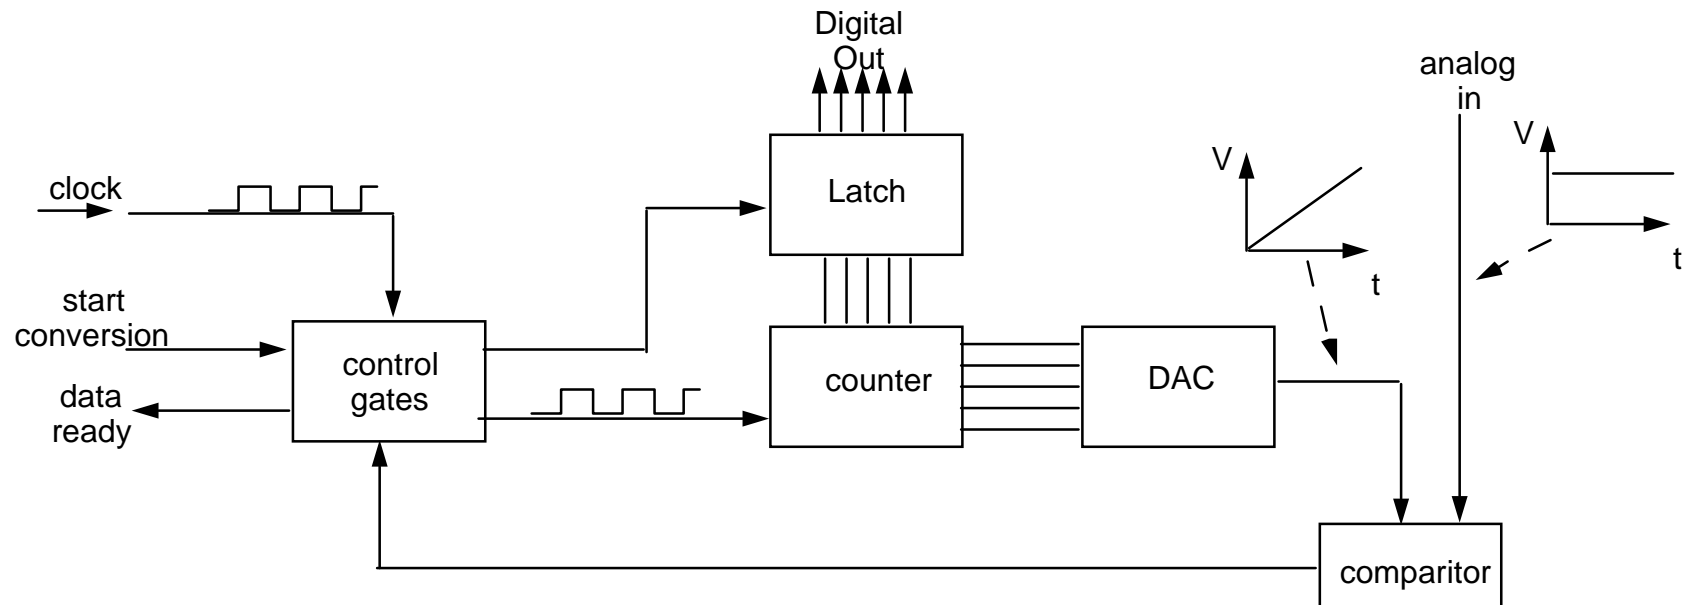 Digital
Out
analog
in
V
V
clock
Latch
t
t
start
conversion
control
gates
counter
DAC
data
ready
comparitor